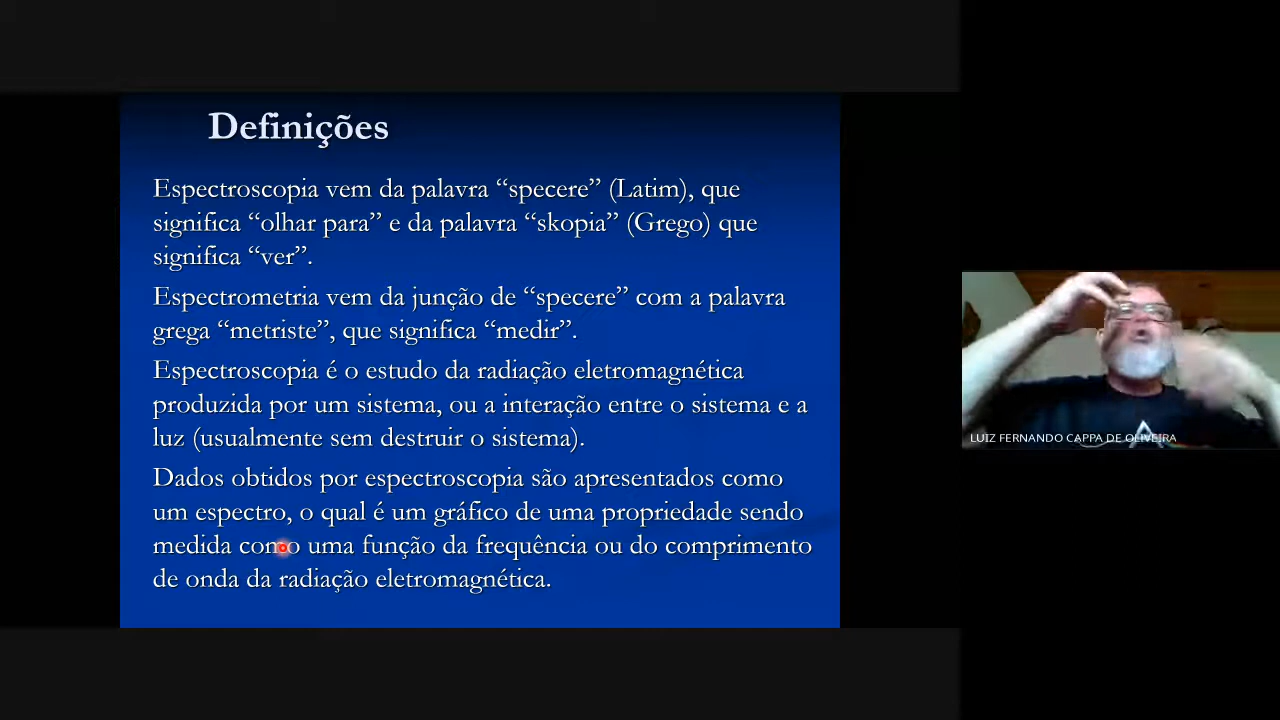 Definições
Espectroscopia vem da palavra “specere” (Latim), que
significa “olhar para” e da palavra “skopia” (Grego) que
significa “ver”.
Espectrometria vem da junção de “specere” com a palavra
grega “metriste”, que significa “medir”.
Espectroscopia é o estudo da radiação eletromagnética
produzida por um sistema, ou a interação entre o sistema e a
luz (usualmente sem destruir o sistema).
Dados obtidos por espectroscopia são apresentados como
um espectro, o qual é um gráfico de uma propriedade sendo
medida como uma função da frequência ou do comprimento
de onda da radiação eletromagnética.
LUIZ FERNANDO CAPPA DE OLIVEIRA